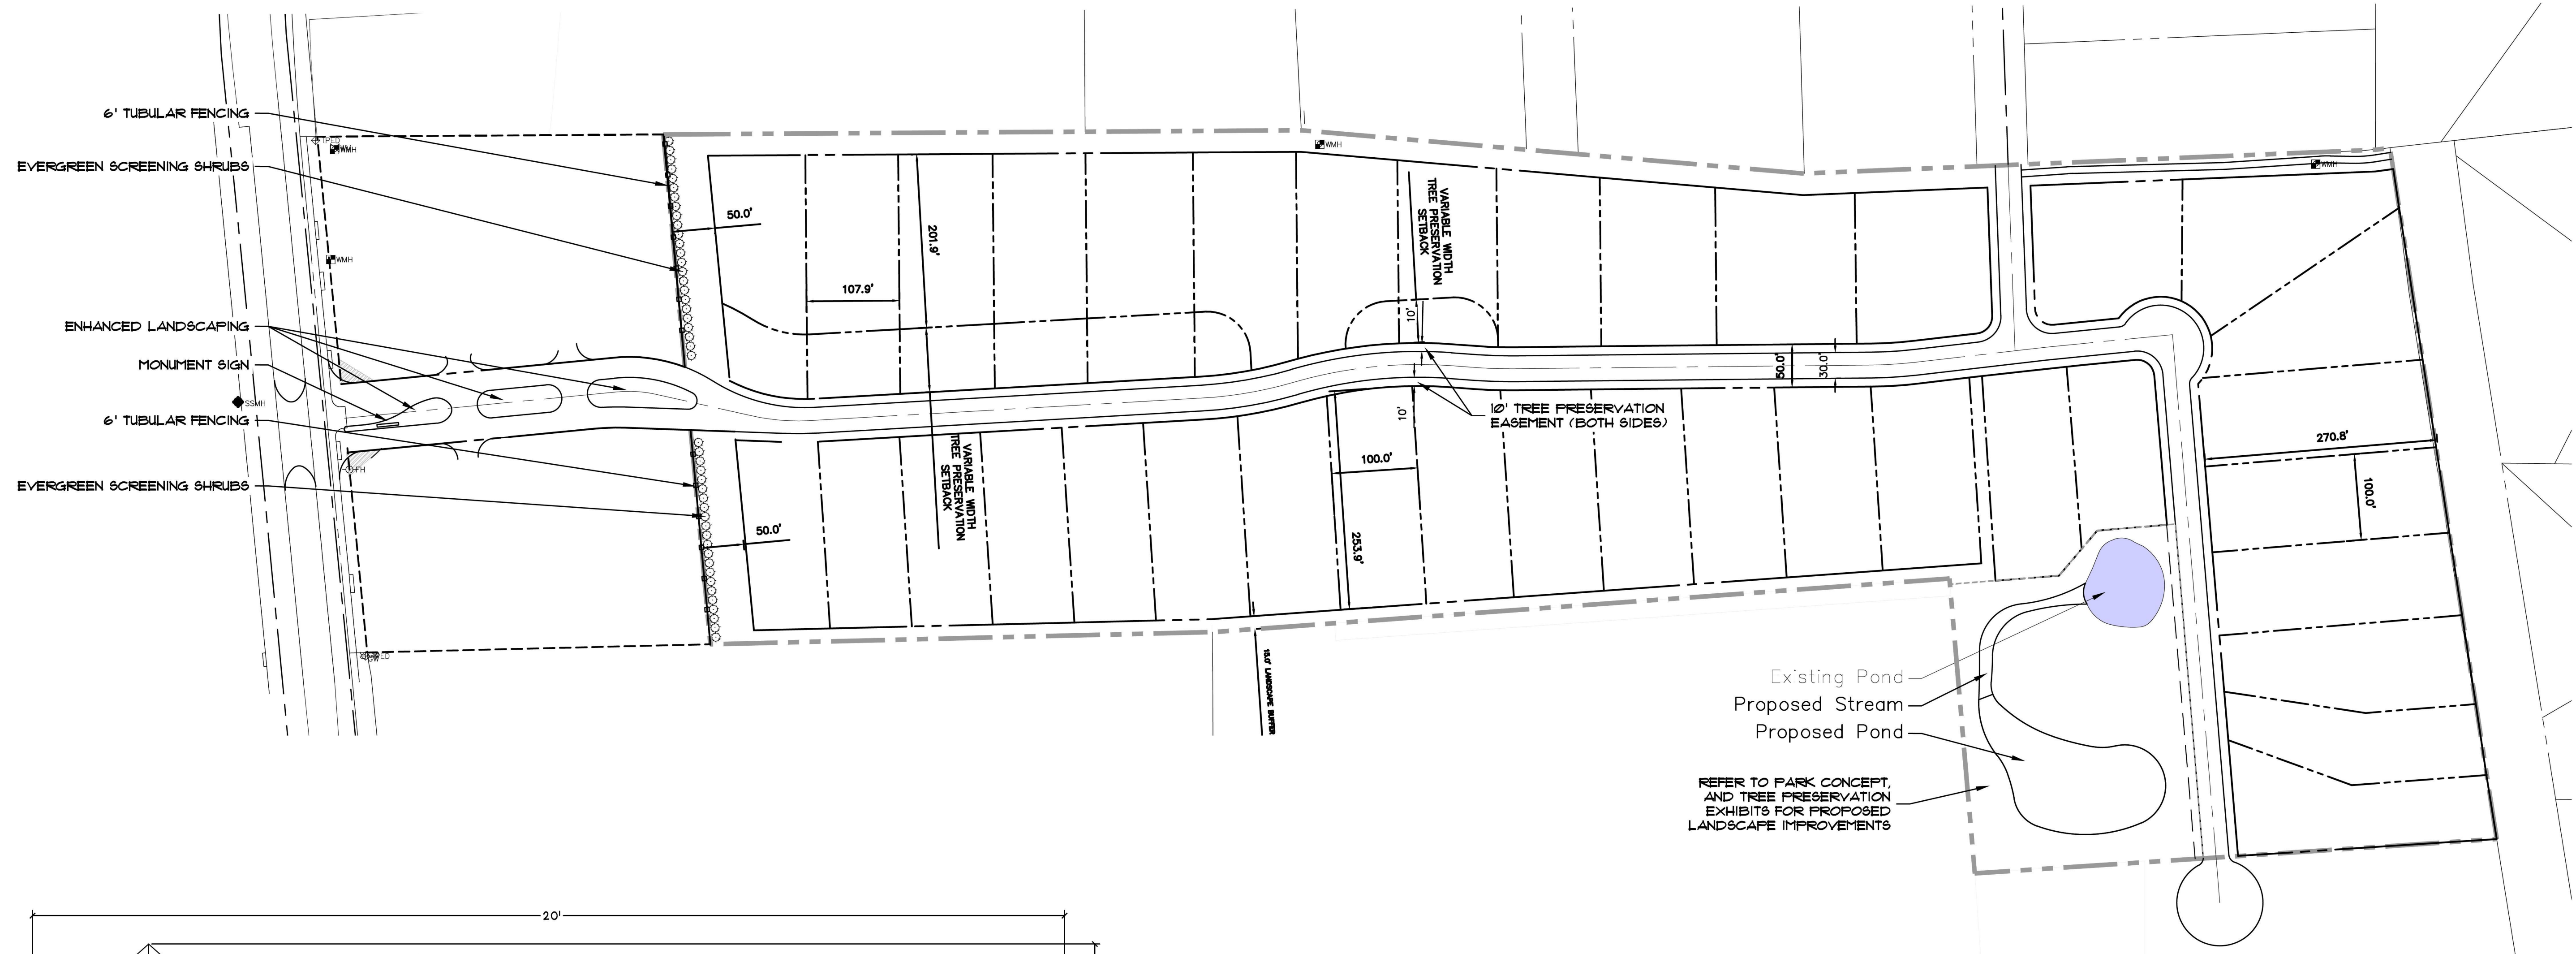 6' TUBULAR FENCING
EVERGREEN SCREENING SHRUBS
ENHANCED LANDSCAPING
MONUMENT SIGN
6' TUBULAR FENCING
EVERGREEN SCREENING SHRUBS
SSMH
WMH
WMH
FH
50.0'
107.9'
201.9'
50.0'
VARIABLE WIDTH
TREE PRESERVATION
SETBACK
VARIABLE WIDTH
TREE PRESERVATION
SETBACK
WMH
10'
10'
10' TREE PRESERVATION
EASEMENT (BOTH SIDES)
100.0'
253.9'
15.0' LANDSCAPE BUFFER
50.0'
30.0'
WMH
270.8'
100.0'
Existing Pond
Proposed Stream
Proposed Pond
REFER TO PARK CONCEPT,
AND TREE PRESERVATION
EXHIBITS FOR PROPOSED
LANDSCAPE IMPROVEMENTS
20'